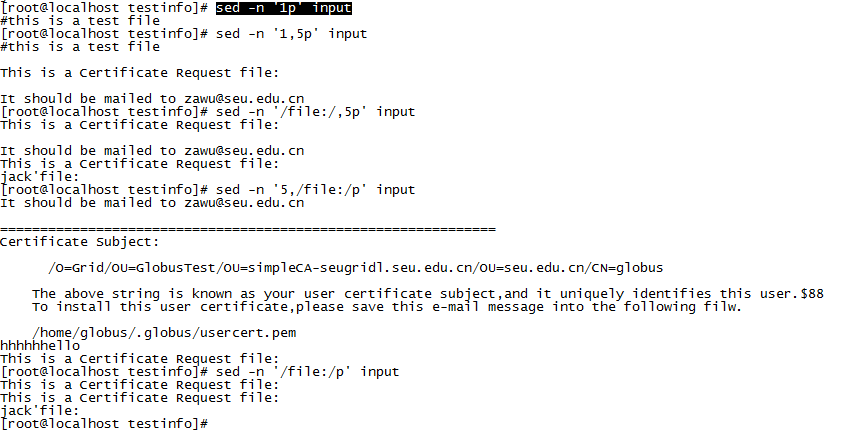 [root@localhost testinfo]# sed -n '1p' input
#this is a test file
[root@localhost testinfo]# sed -n '1,5p' input
#this is a test file
This is a Certificate Request file:
It should be mailed to zawu@seu.edu.cn
[root@localhost testinfo]# sed -n '/file:/,5p' input
This is a Certificate Request file:
It should be mailed to zawu@seu.edu.cn
This is a Certificate Request file:
jack'file:
[root@localhost testinfo]# sed -n '5,/file:/p' input
It should be mailed to zawu@seu.edu.cn
==============================================================
Certificate Subject:
/O=Grid/OU=GlobusTest/OU=simpleCA-seugridl.seu.edu.cn/OU=seu.edu.cn/CN=globus
The above string is known as your user certificate subject,and it uniquely identifies this user.$88
To install this user certificate,please save this e-mail message into the following filw.
/home/globus/.globus/usercert.pem
hhhhhhello
This is a Certificate Request file:
[root@localhost testinfo]# sed -n '/file:/p' input
This is a Certificate Request file:
This is a Certificate Request file:
jack'file:
[root@localhost testinfo]#